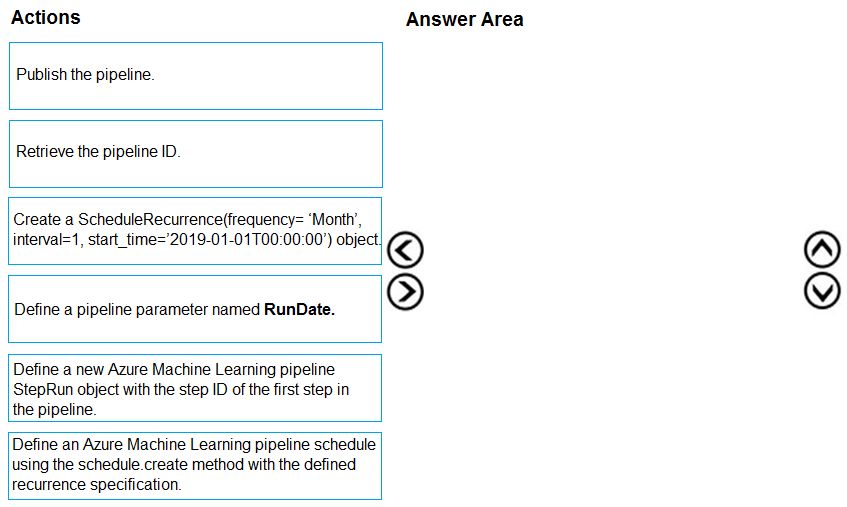 Actions
Answer Area
Publish the pipeline.
Retrieve the pipeline ID.
Create a ScheduleRecurrence(frequency= ‘Month’,
interval=1, start_time=’2019-01-01T00:00:00’) object.
Define a pipeline parameter named RunDate.
Define a new Azure Machine Learning pipeline
StepRun object with the step ID of the first step in
the pipeline.
Define an Azure Machine Learning pipeline schedule
using the schedule.create method with the defined
recurrence specification.